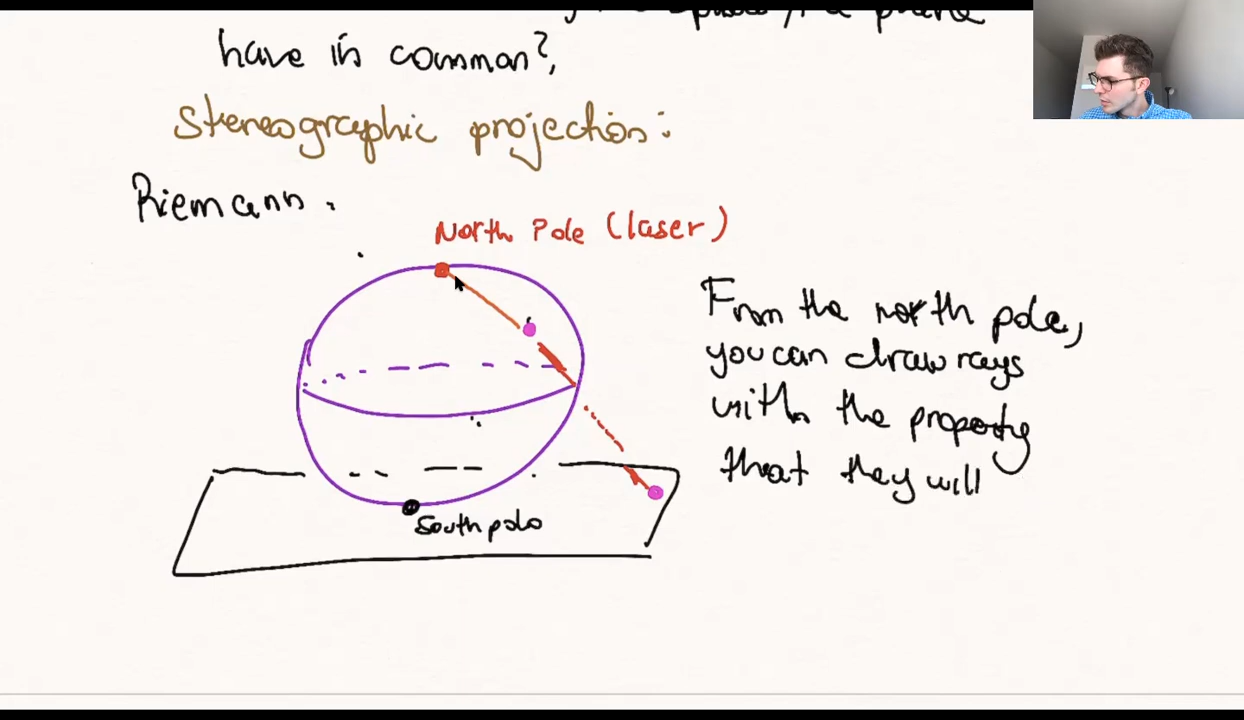 have in common?,
Stereographic projection:
Riemann.
North Pole (laser)
From the north pole,
you can draw rays
with the property
that they will
South pole